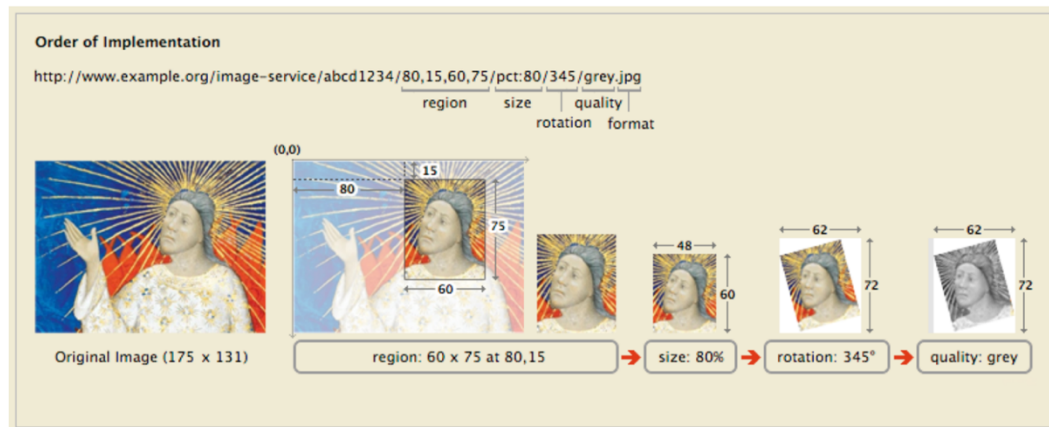 Order of Implementation
http://www.example.org/image-service/abcd1234/80,15,60,75/pct:80/345/grey.jpg
region size quality
rotation format
(0,0)
15
80
75
60
48
60
62
72
62
72
Original Image (175 x 131)
region: 60 x 75 at 80,15
size: 80%
rotation: 345°
quality: grey